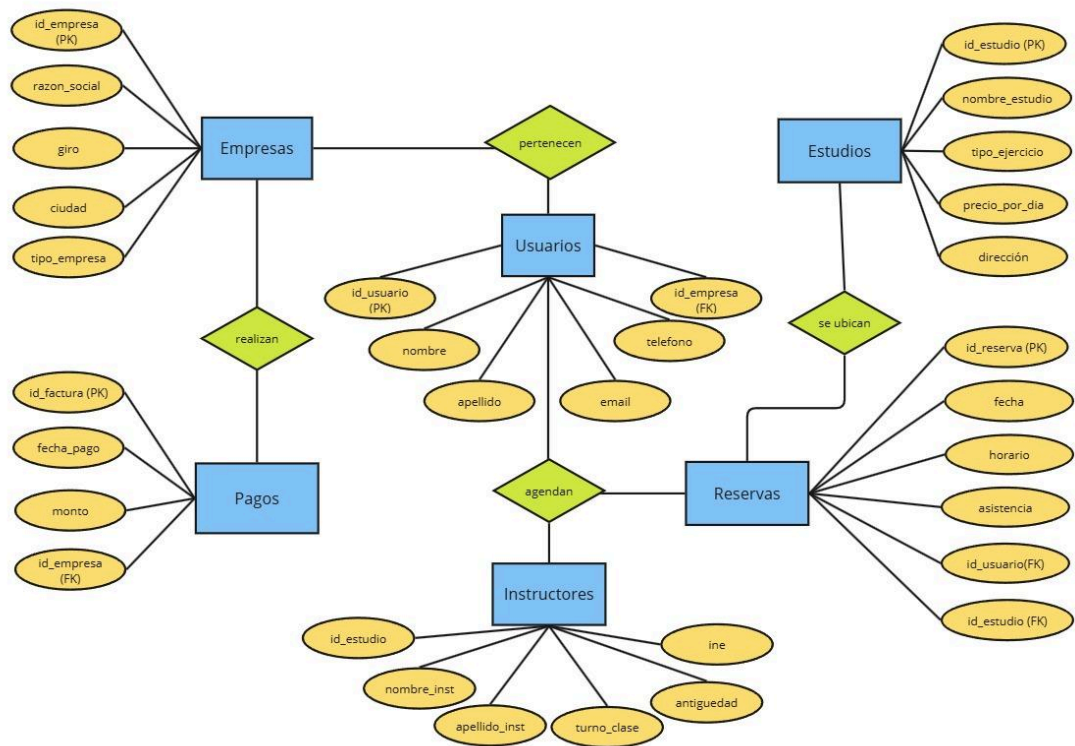 id_empresa
(PK)
razon_social
giro
ciudad
tipo_empresa
Empresas
pertenecen
Estudios
id_estudio (PK)
nombre_estudio
tipo_ejercicio
precio_por_dia
dirección
Usuarios
id_usuario
(PK)
nombre
apellido
email
telefono
id_empresa
(FK)
realizan
se ubican
id_factura (PK)
fecha_pago
monto
id_empresa
(FK)
Pagos
agendan
Reservas
id_reserva (PK)
fecha
horario
asistencia
id_usuario(FK)
id_estudio (FK)
Instructores
id_estudio
nombre_inst
apellido_inst
turno_clase
antiguedad
ine